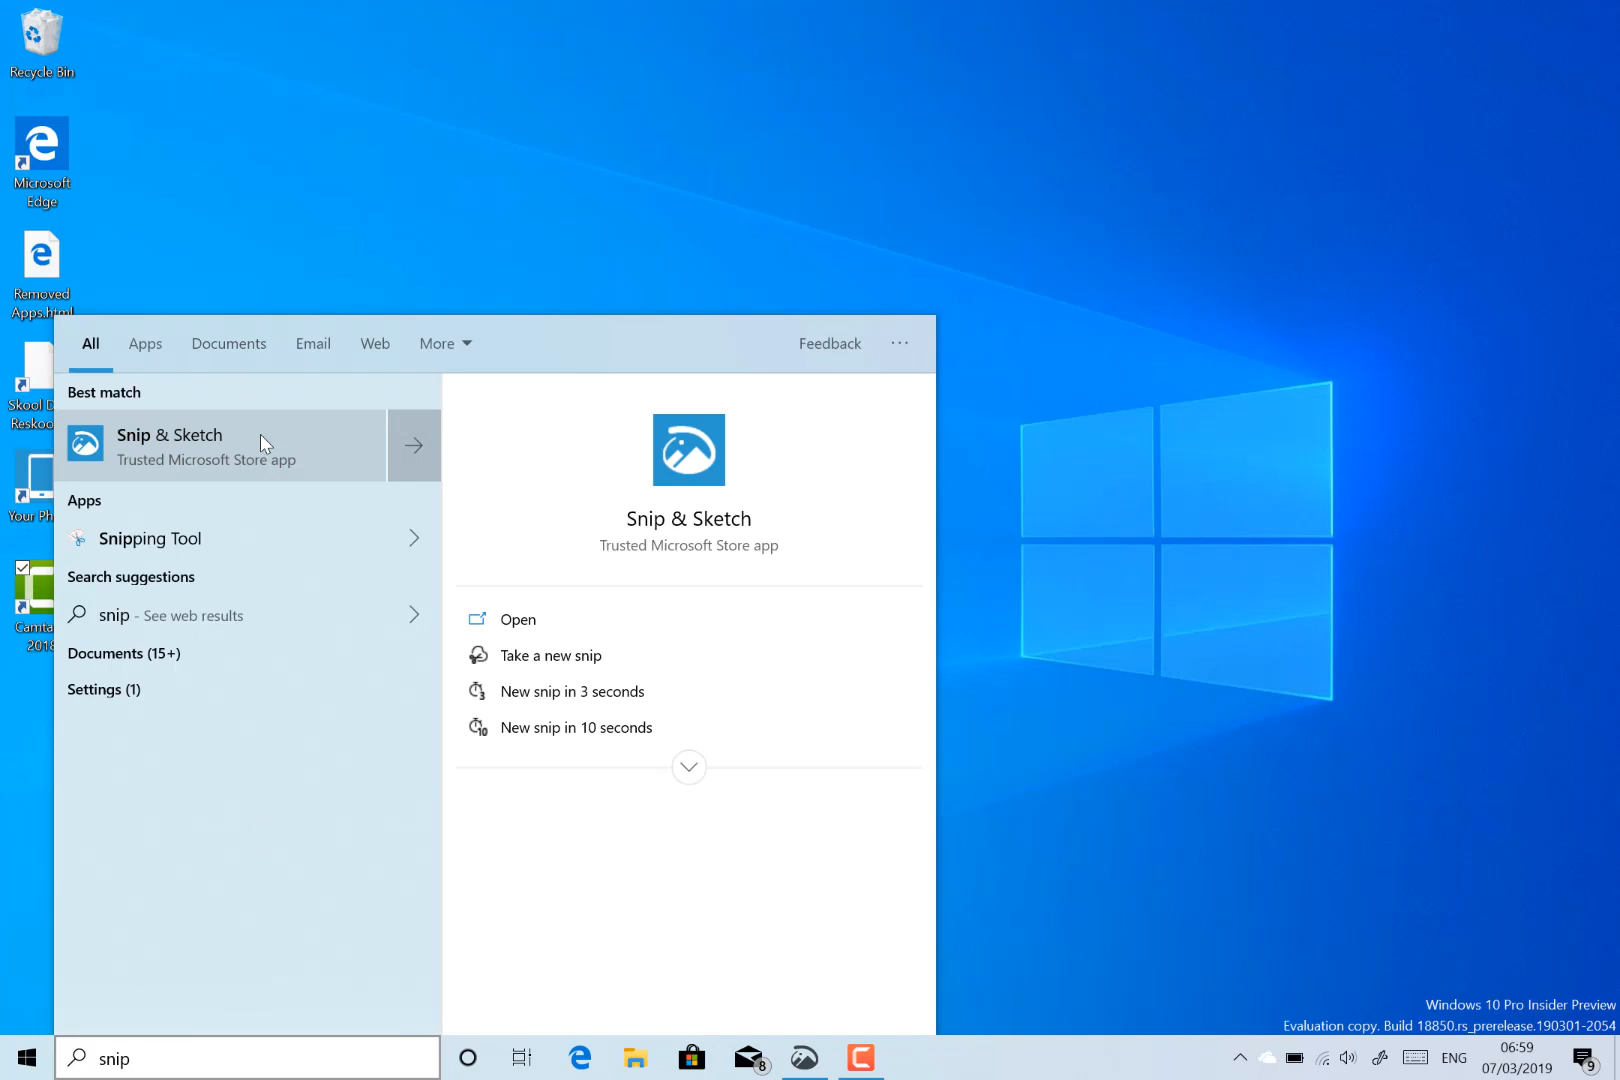 Recycle Bin
Microsoft
Edge
Removed
Apps.html
Skool D
Reskoo
Your Ph
Camta
2018
All
Apps
Documents
Email
Web
More
Feedback
Best match
Snip & Sketch
Trusted Microsoft Store app
Apps
Snipping Tool
Search suggestions
snip - See web results
Documents (15+)
Settings (1)
Snip & Sketch
Trusted Microsoft Store app
Open
Take a new snip
3
New snip in 3 seconds
10
New snip in 10 seconds
Windows 10 Pro Insider Preview
Evaluation copy. Build 18850.rs_prerelease.190301-2054
snip
8
ENG
06:59
07/03/2019
9